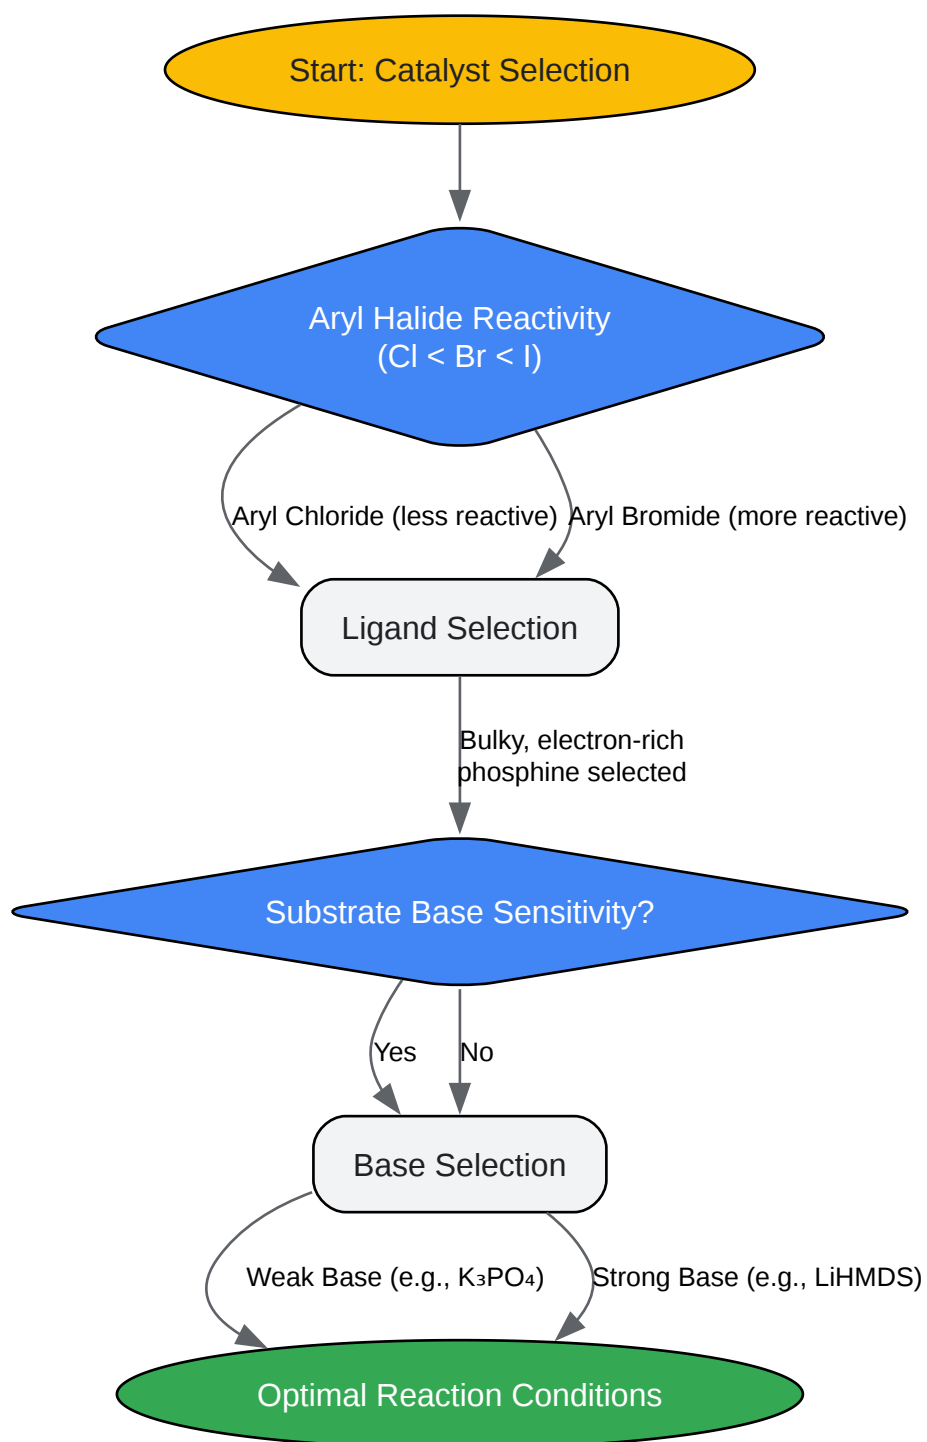 Start: Catalyst Selection
Aryl Halide Reactivity
(Cl < Br < I)
Aryl Chloride (less reactive)
Aryl Bromide (more reactive)
Ligand Selection
Bulky, electron-rich
phosphine selected
Substrate Base Sensitivity?
Yes
No
Base Selection
Weak Base (e.g., K₃PO₄)
Strong Base (e.g., LiHMDS)
Optimal Reaction Conditions